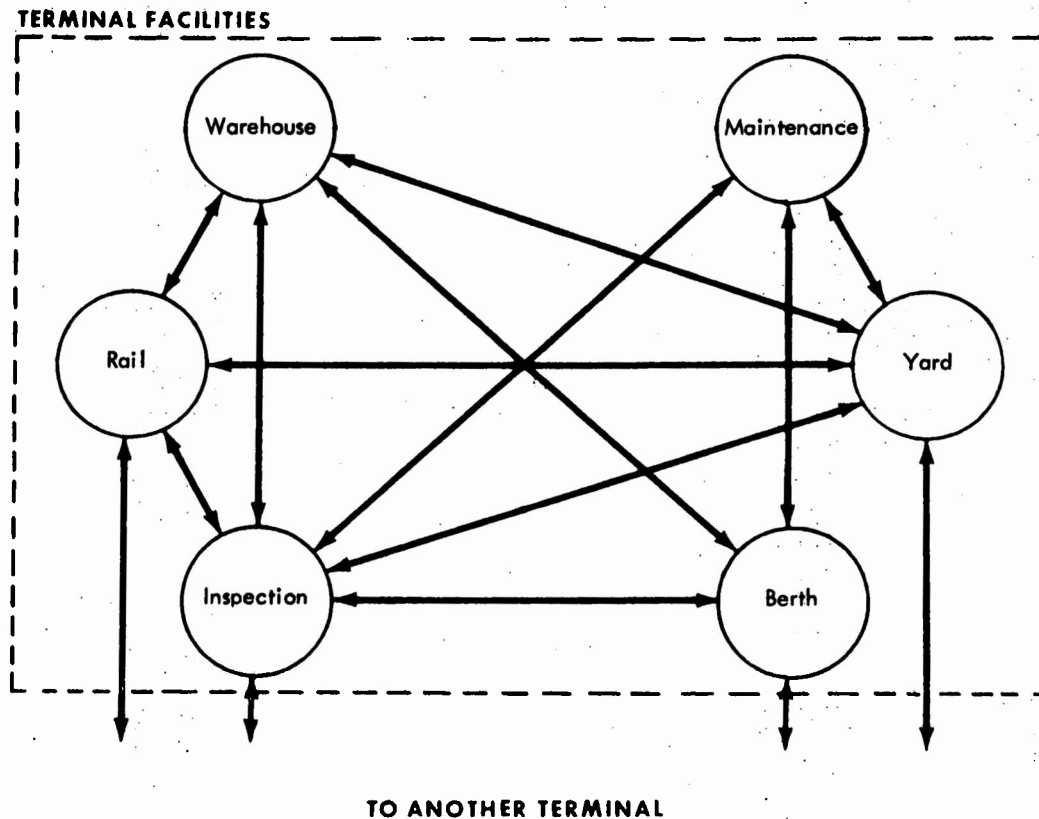 TERMINAL FACILITIES
Warehouse
Maintenance
Rail
Yard
Inspection
Berth
TO ANOTHER TERMINAL